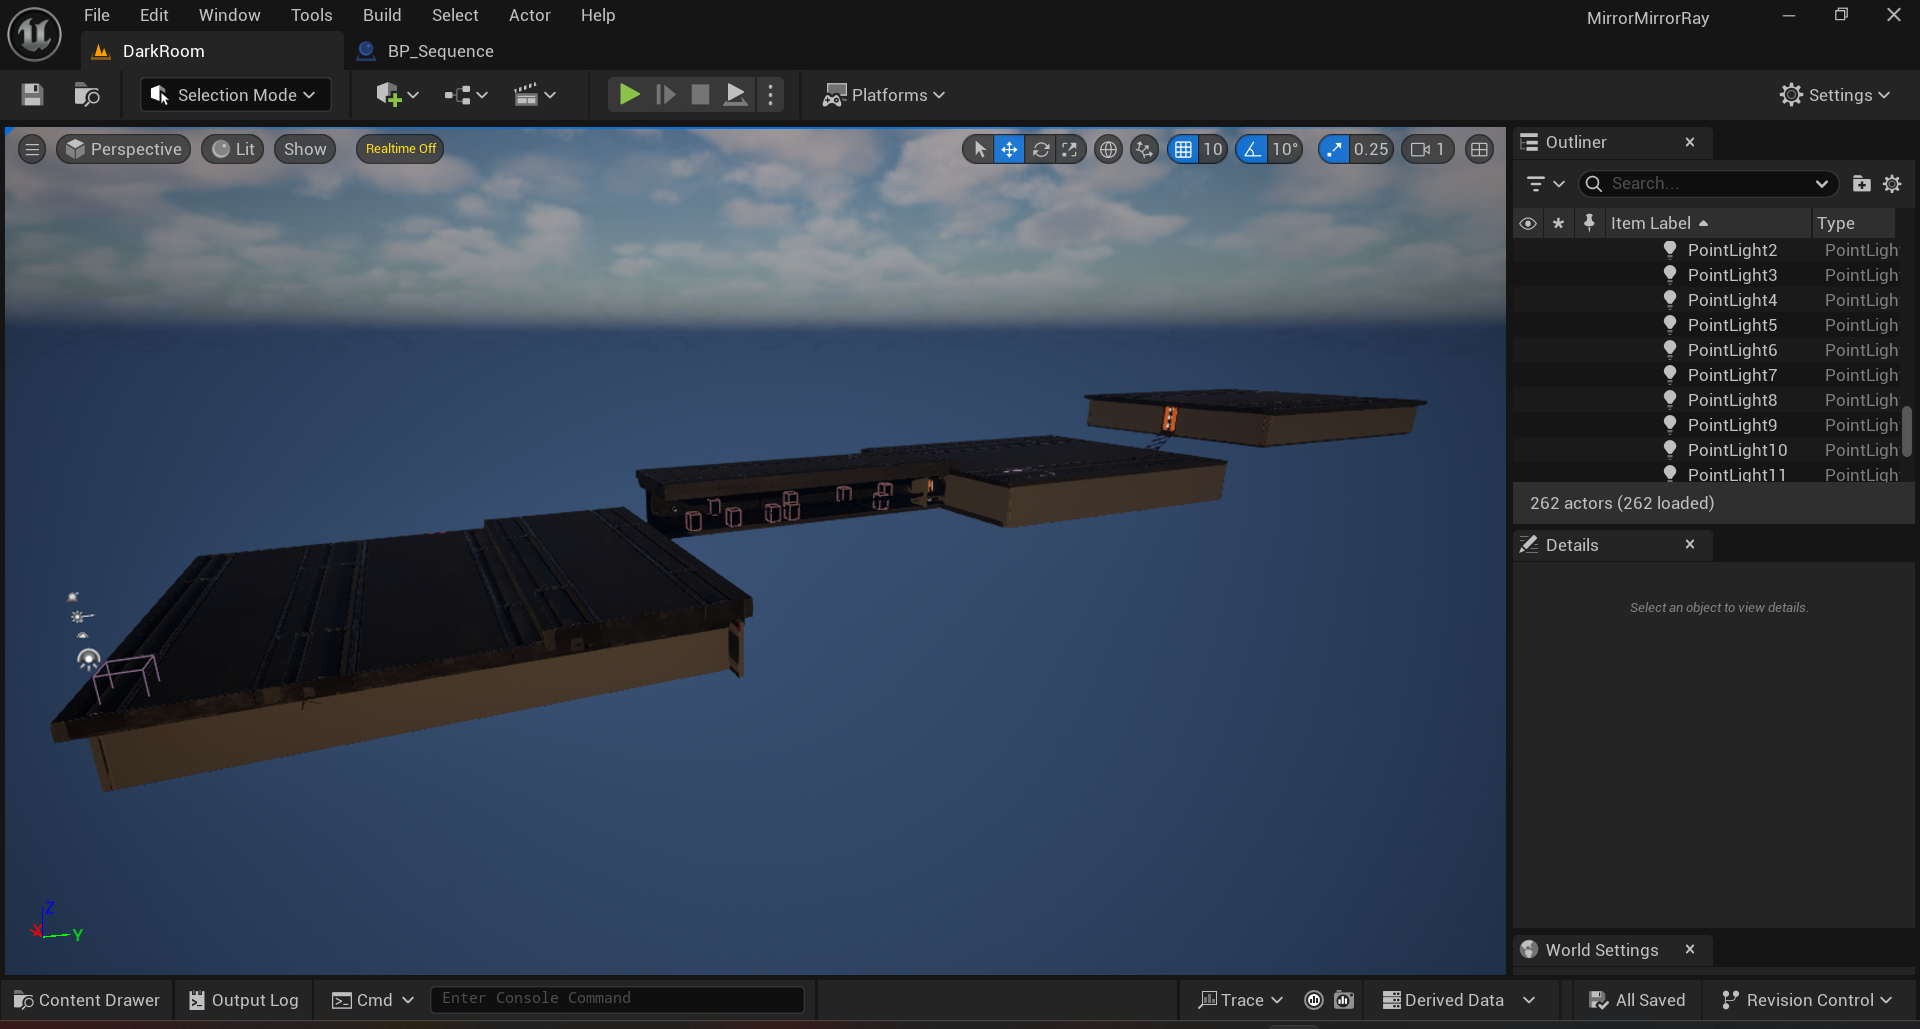 File Edit Window Tools Build Select Actor Help
MirrorMirrorRay
DarkRoom
BP_Sequence
Selection Mode
Platforms
Settings
Perspective
Lit
Show
Realtime Off
10
10°
0.25
1
Outliner
Search...
Item Label Type
PointLight2 PointLigh
PointLight3 PointLigh
PointLight4 PointLigh
PointLight5 PointLigh
PointLight6 PointLigh
PointLight7 PointLigh
PointLight8 PointLigh
PointLight9 PointLigh
PointLight10 PointLigh
PointLight11 PointLigh
262 actors (262 loaded)
Details
Select an object to view details.
Z
X
Y
World Settings
Content Drawer
Output Log
Cmd
Enter Console Command
Trace
Derived Data
All Saved
Revision Control